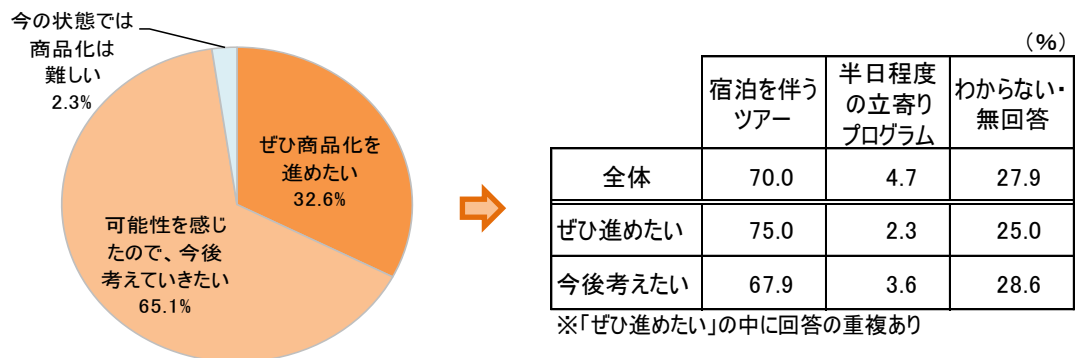 今の状態では
商品化は
難しい
2.3%
ぜひ商品化を
進めたい
32.6%
可能性を感じ
たので、今後
考えていきたい
65.1%
（%）
宿泊を伴う
ツアー
半日程度
の立寄り
プログラム
わからない・
無回答
全体 70.0 4.7 27.9
ぜひ進めたい 75.0 2.3 25.0
今後考えたい 67.9 3.6 28.6
※「ぜひ進めたい」の中に回答の重複あり